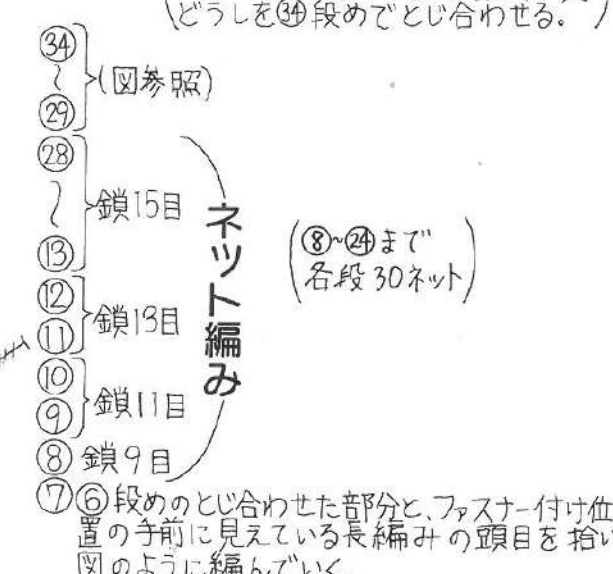 どうしを㉞段めでとじ合わせる。)
㉞
〜
㉙
(図参照)
㉘
〜
⑬
鎖15目
⑫
⑪
鎖13目
⑩
⑨
鎖11目
⑧ 鎖9目
ネット編み
(⑧〜㉔まで
各段30ネット)
⑦ ⑥段めのとじ合わせた部分と、ファスナー付け位
置の手前に見えている長編みの頭目を拾い
図のように編んでいく。